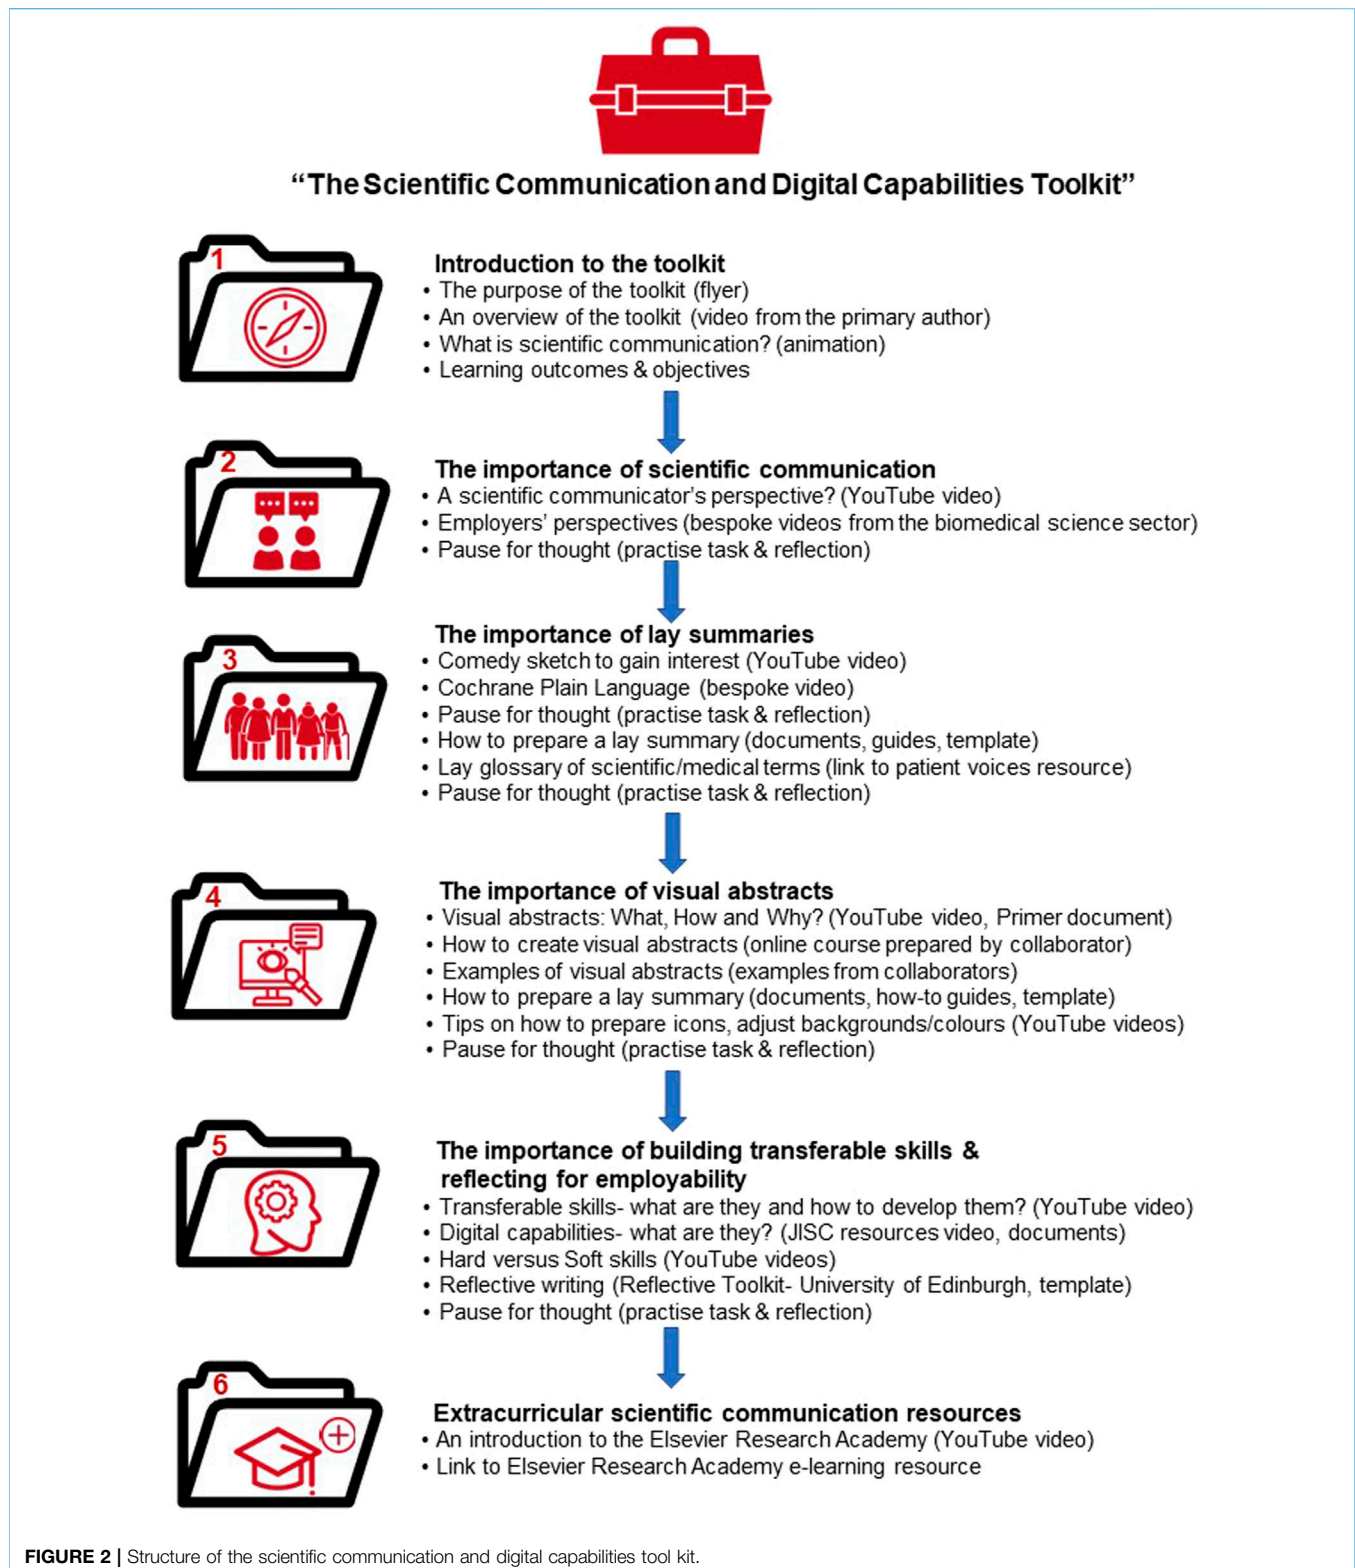 “The Scientific Communication and Digital Capabilities Toolkit”
1
Introduction to the toolkit
• The purpose of the toolkit (flyer)
• An overview of the toolkit (video from the primary author)
• What is scientific communication? (animation)
• Learning outcomes & objectives
2
The importance of scientific communication
• A scientific communicator’s perspective? (YouTube video)
• Employers’ perspectives (bespoke videos from the biomedical science sector)
• Pause for thought (practise task & reflection)
3
The importance of lay summaries
• Comedy sketch to gain interest (YouTube video)
• Cochrane Plain Language (bespoke video)
• Pause for thought (practise task & reflection)
• How to prepare a lay summary (documents, guides, template)
• Lay glossary of scientific/medical terms (link to patient voices resource)
• Pause for thought (practise task & reflection)
4
The importance of visual abstracts
• Visual abstracts: What, How and Why? (YouTube video, Primer document)
• How to create visual abstracts (online course prepared by collaborator)
• Examples of visual abstracts (examples from collaborators)
• How to prepare a lay summary (documents, how-to guides, template)
• Tips on how to prepare icons, adjust backgrounds/colours (YouTube videos)
• Pause for thought (practise task & reflection)
5
The importance of building transferable skills &
reflecting for employability
• Transferable skills- what are they and how to develop them? (YouTube video)
• Digital capabilities- what are they? (JISC resources video, documents)
• Hard versus Soft skills (YouTube videos)
• Reflective writing (Reflective Toolkit- University of Edinburgh, template)
• Pause for thought (practise task & reflection)
6
Extracurricular scientific communication resources
• An introduction to the Elsevier Research Academy (YouTube video)
• Link to Elsevier Research Academy e-learning resource
FIGURE 2 | Structure of the scientific communication and digital capabilities tool kit.